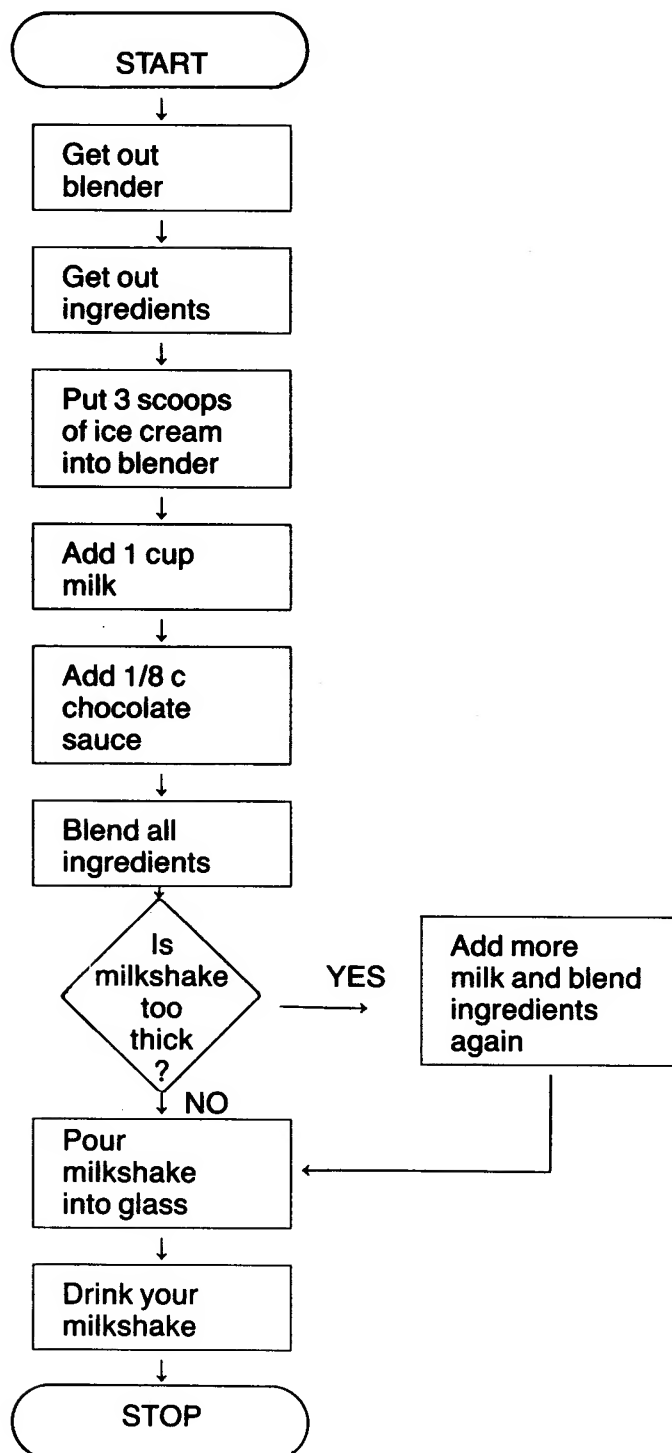 START
Get out
blender
Get out
ingredients
Put 3 scoops
of ice cream
into blender
Add 1 cup
milk
Add 1/8 c
chocolate
sauce
Blend all
ingredients
Is
milkshake
too
thick
?
YES
Add more
milk and blend
ingredients
again
NO
Pour
milkshake
into glass
Drink your
milkshake
STOP